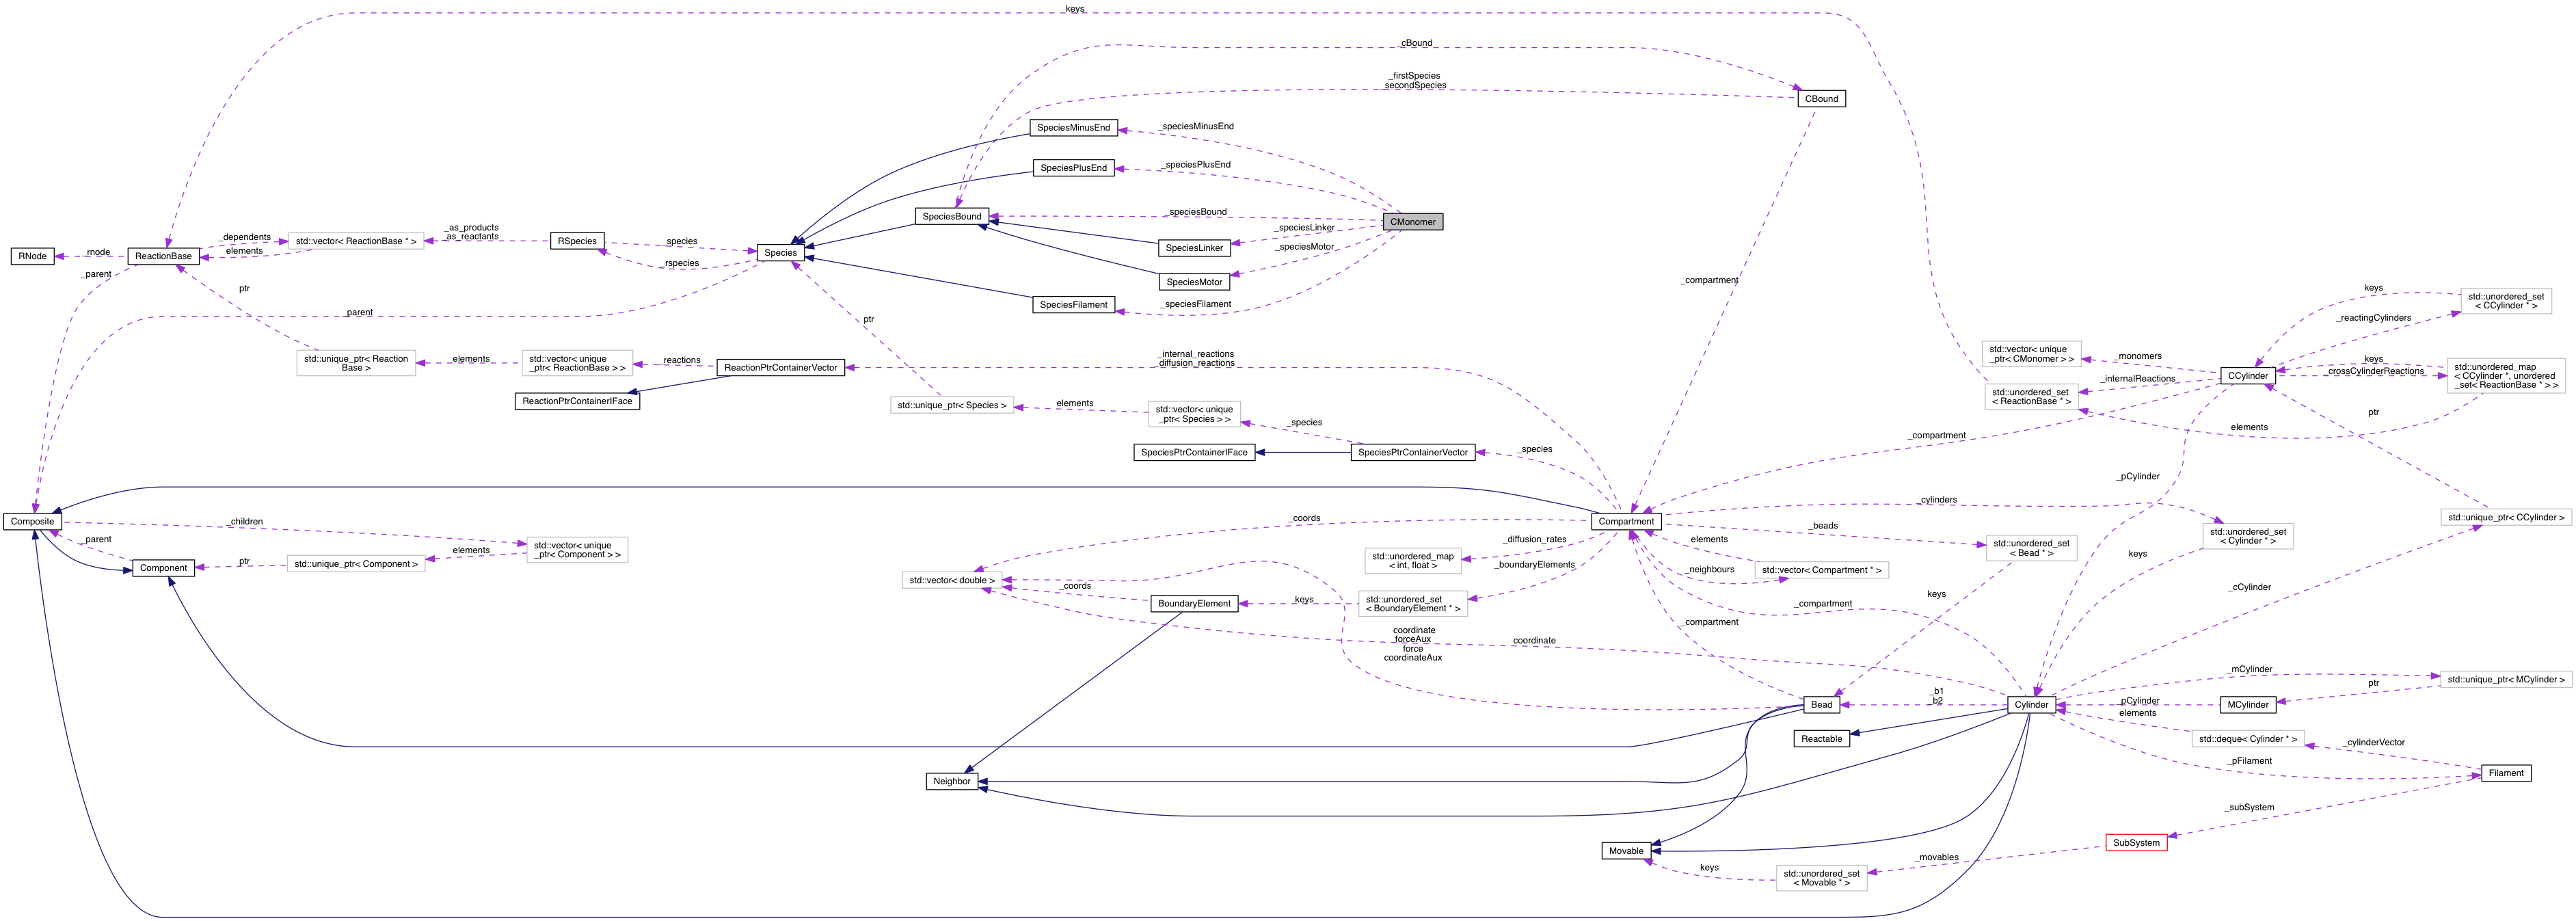 keys
_cBound
_firstSpecies
_secondSpecies
CBound
SpeciesMinusEnd
_speciesMinusEnd
SpeciesPlusEnd
_speciesPlusEnd
SpeciesBound
_speciesBound
CMonomer
_as_products
_as_reactants
_dependents
std::vector< ReactionBase * >
RSpecies
_species
_speciesLinker
SpeciesLinker
_speciesMotor
RNode
_rnode
ReactionBase
elements
_rspecies
Species
SpeciesMotor
_parent
_compartment
ptr
SpeciesFilament
_speciesFilament
keys
std::unordered_set
< CCylinder * >
_parent
ptr
_reactingCylinders
std::unique_ptr< Reaction
Base >
_elements
std::vector< unique
_ptr< ReactionBase > >
_reactions
ReactionPtrContainerVector
_internal_reactions
_diffusion_reactions
std::vector< unique
_ptr< CMonomer > >
_monomers
CCylinder
keys
_crossCylinderReactions
std::unordered_map
< CCylinder *, unordered
_set< ReactionBase * > >
_internalReactions
std::unordered_set
< ReactionBase * >
ReactionPtrContainerIFace
std::unique_ptr< Species >
elements
std::vector< unique
_ptr< Species > >
_species
ptr
elements
_compartment
SpeciesPtrContainerIFace
SpeciesPtrContainerVector
_species
_pCylinder
_cylinders
Composite
_children
_coords
Compartment
std::unique_ptr< CCylinder >
_beads
std::unordered_set
< Cylinder * >
_parent
elements
std::vector< unique
_ptr< Component > >
_diffusion_rates
elements
std::unordered_set
< Bead * >
keys
Component
ptr
std::unique_ptr< Component >
std::unordered_map
< int, float >
_boundaryElements
_neighbours
std::vector< Compartment * >
std::vector< double >
_coords
BoundaryElement
keys
std::unordered_set
< BoundaryElement * >
_compartment
keys
_cCylinder
_compartment
coordinate
forceAux
force
coordinateAux
coordinate
_mCylinder
std::unique_ptr< MCylinder >
ptr
_b1
_b2
Bead
Cylinder
_pCylinder
MCylinder
elements
Reactable
std::deque< Cylinder * >
_cylinderVector
_pFilament
Filament
Neighbor
_subSystem
SubSystem
Movable
_movables
keys
std::unordered_set
< Movable * >